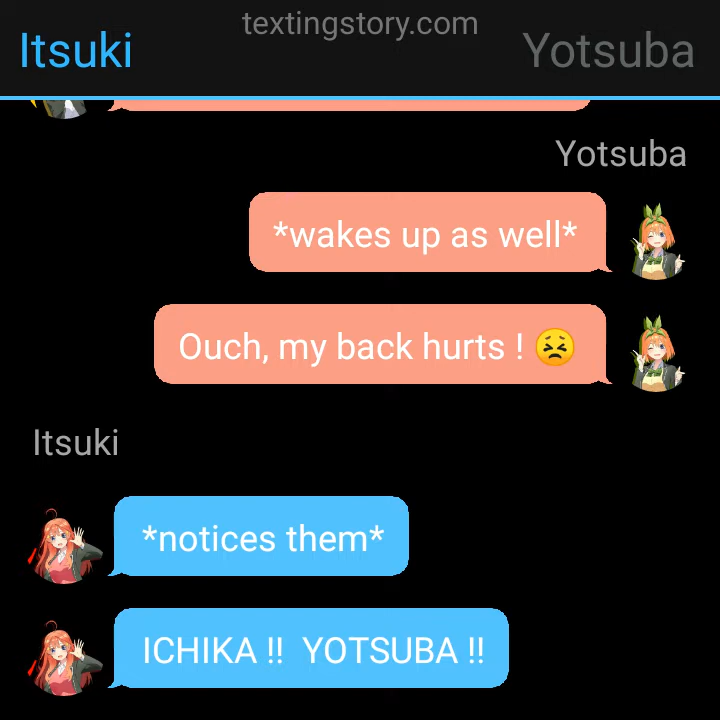 textingstory.com
Itsuki
Yotsuba
Yotsuba
*wakes up as well*
Ouch, my back hurts ! 😣
Itsuki
*notices them*
ICHIKA !!  YOTSUBA !!